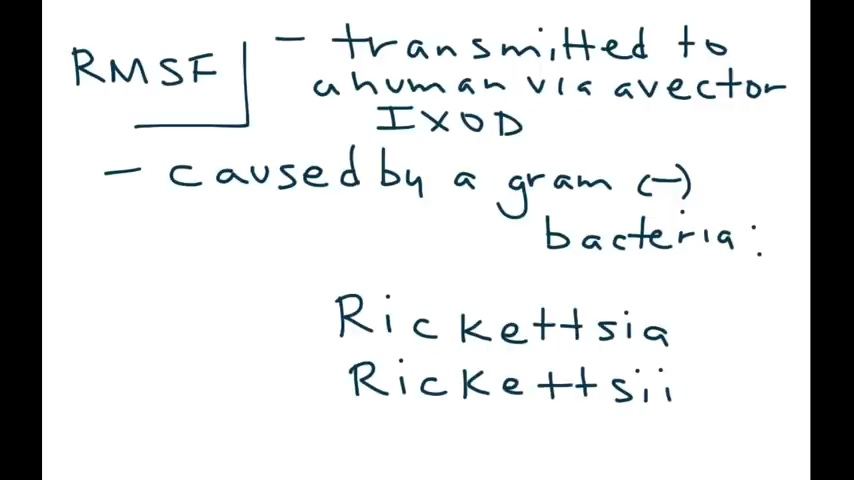 RMSF
- transmitted to
a human via a vector
IXOD
- caused by a gram (-)
bacteria:
Rickettsia
Rickettsii